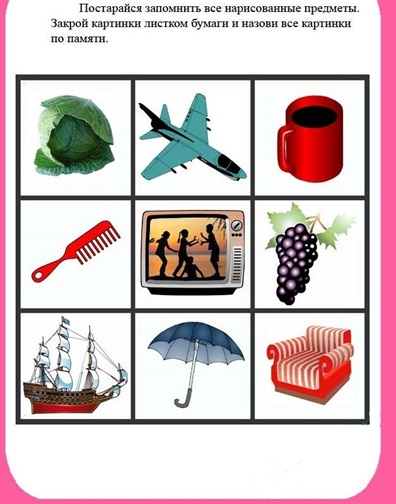 Постарайся запомнить все нарисованные предметы.
Закрой картинки листком бумаги и назови все картинки
по памяти.